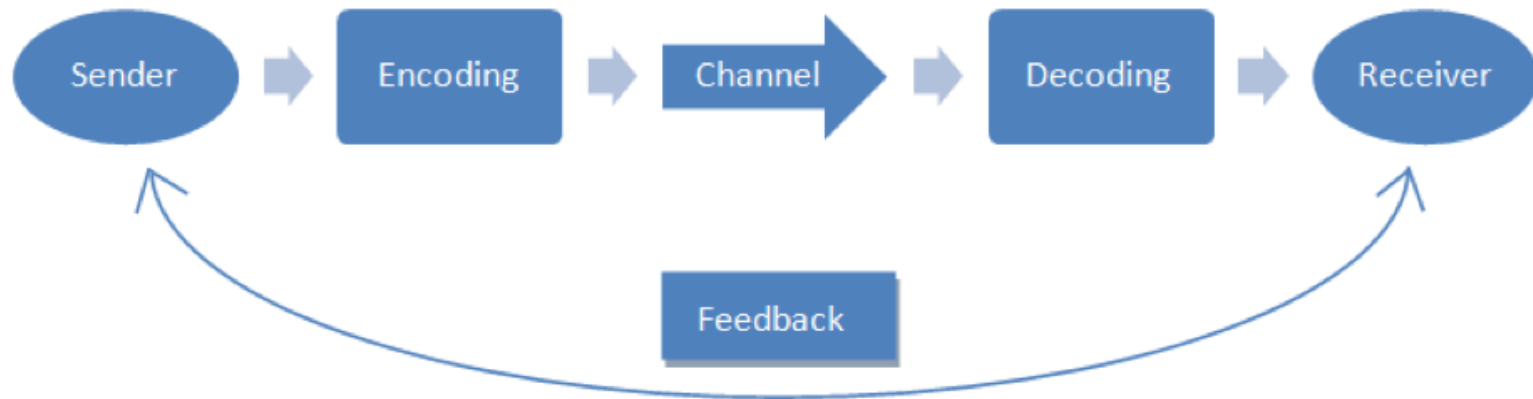 Sender
Encoding
Channel
Decoding
Receiver
Feedback